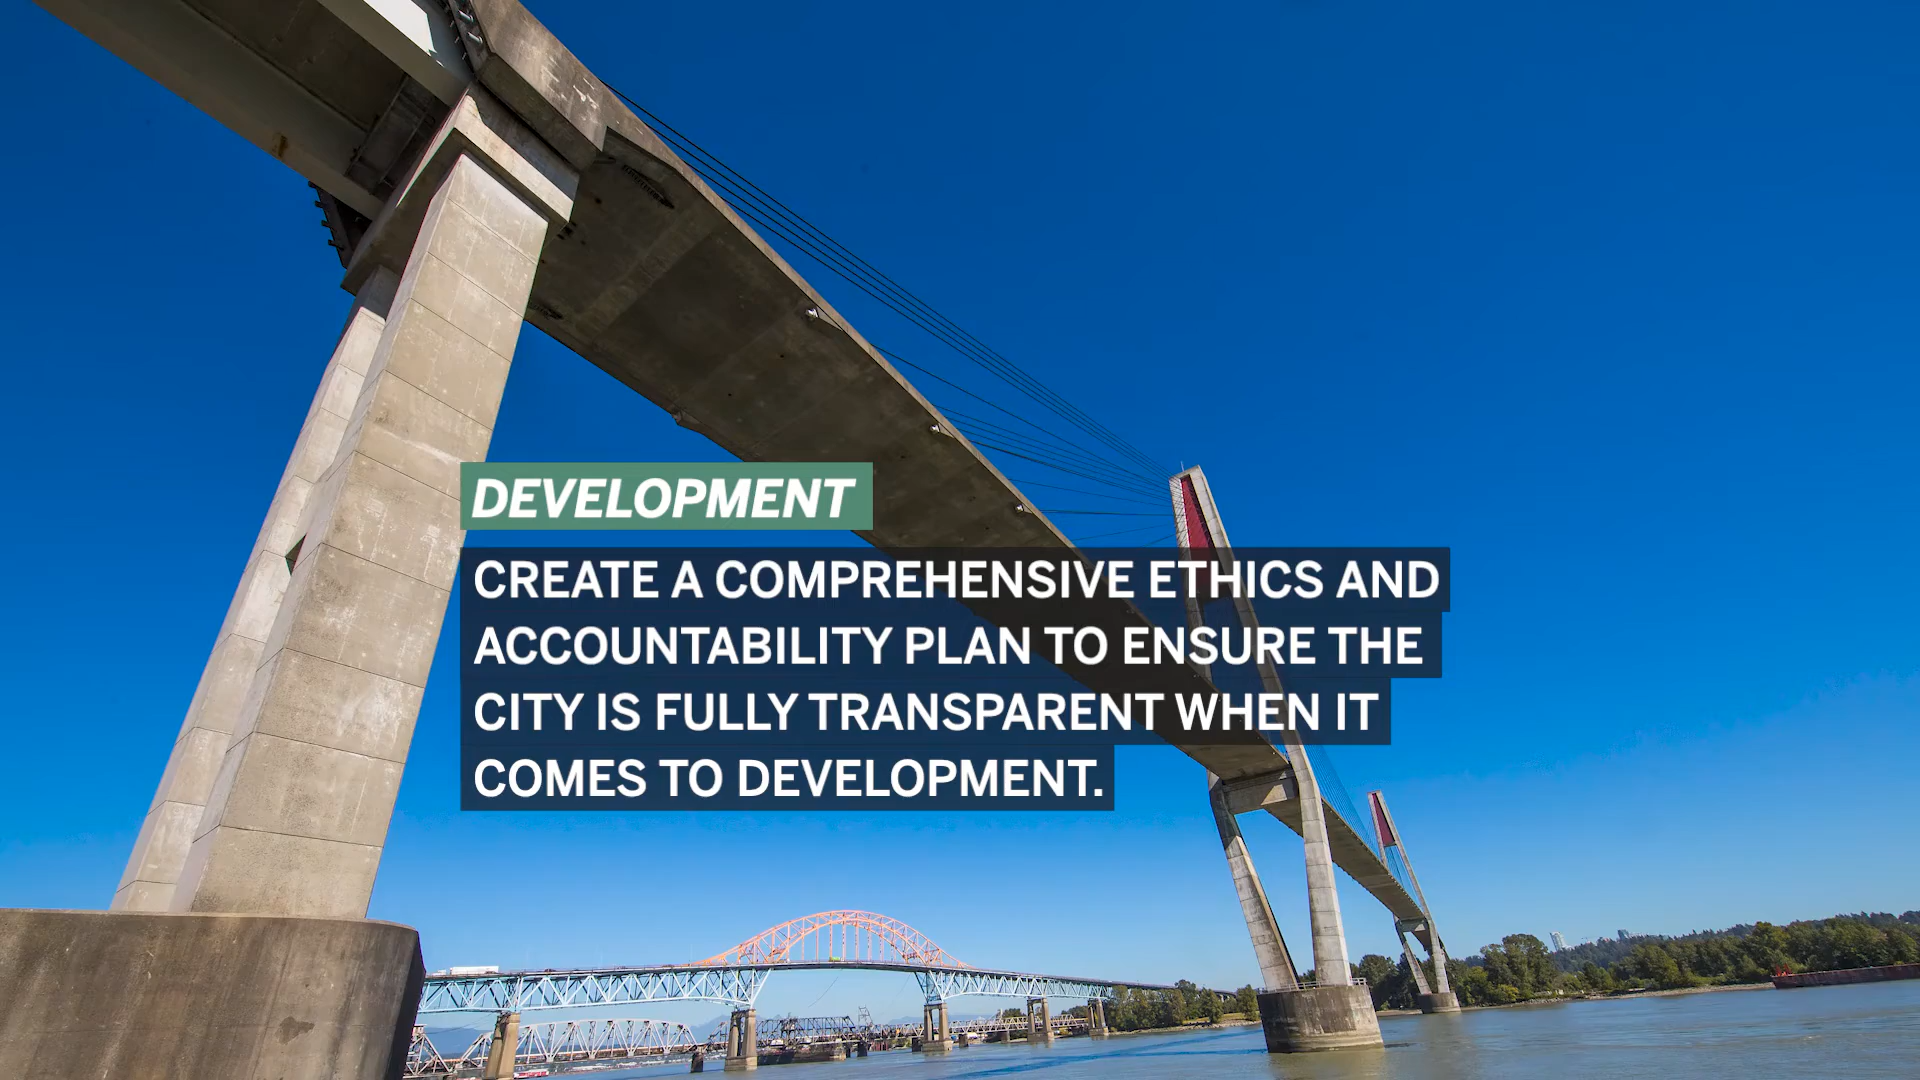 DEVELOPMENT
CREATE A COMPREHENSIVE ETHICS AND
ACCOUNTABILITY PLAN TO ENSURE THE
CITY IS FULLY TRANSPARENT WHEN IT
COMES TO DEVELOPMENT.